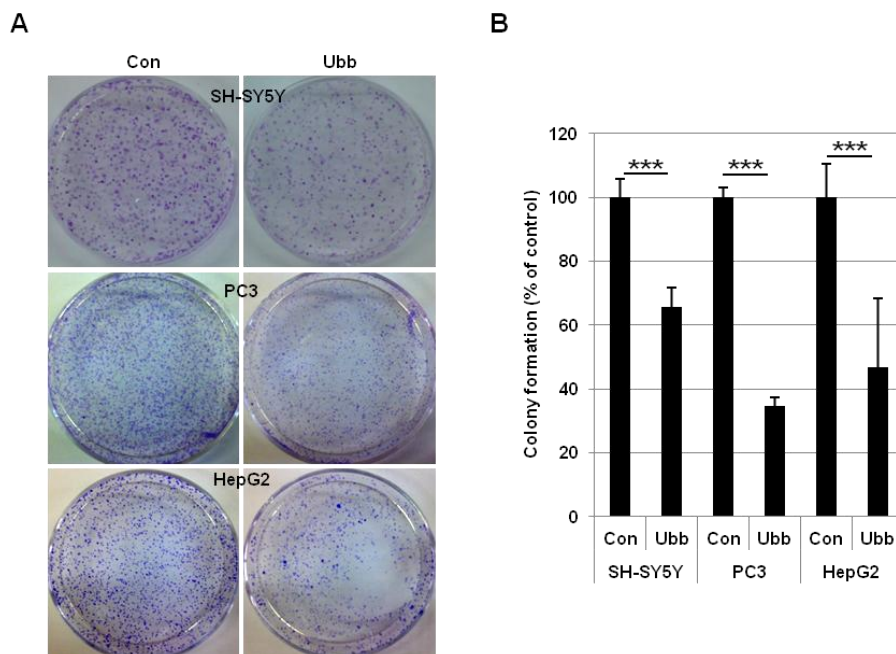 A
Con Ubb
SH-SY5Y
PC3
HepG2
B
Colony formation (% of control)
120
100
80
60
40
20
0
*** *** ***
Con Ubb Con Ubb Con Ubb
SH-SY5Y PC3 HepG2